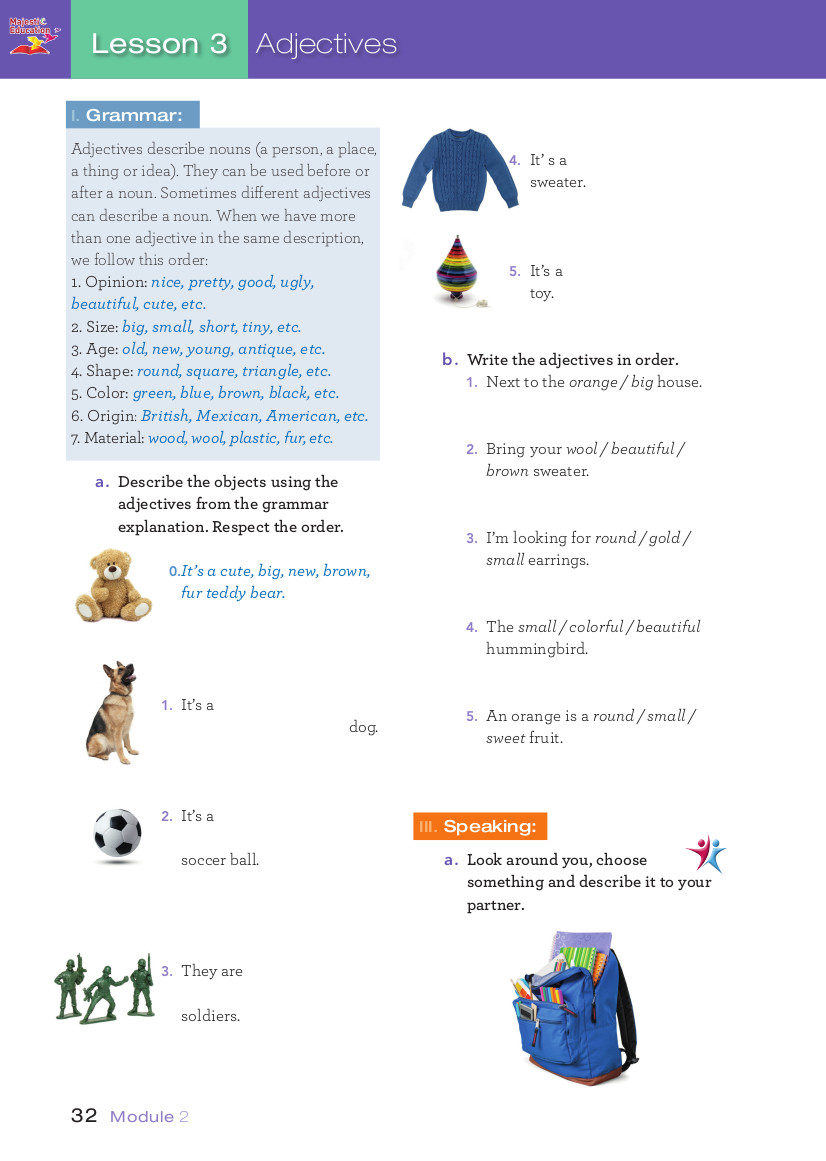 Majestic
Education
Lesson 3
Adjectives
I. Grammar:
Adjectives describe nouns (a person, a place,
a thing or idea). They can be used before or
after a noun. Sometimes different adjectives
can describe a noun. When we have more
than one adjective in the same description,
we follow this order:
1. Opinion: nice, pretty, good, ugly,
beautiful, cute, etc.
2. Size: big, small, short, tiny, etc.
3. Age: old, new, young, antique, etc.
4. Shape: round, square, triangle, etc.
5. Color: green, blue, brown, black, etc.
6. Origin: British, Mexican, American, etc.
7. Material: wood, wool, plastic, fur, etc.
a. Describe the objects using the
adjectives from the grammar
explanation. Respect the order.
0.It's a cute, big, new, brown,
fur teddy bear.
1. It's a
dog.
2. It's a
soccer ball.
3. They are
soldiers.
4. It' s a
sweater.
5. It's a
toy.
b. Write the adjectives in order.
1. Next to the orange / big house.
2. Bring your wool / beautiful /
brown sweater.
3. I'm looking for round / gold /
small earrings.
4. The small / colorful / beautiful
hummingbird.
5. An orange is a round / small /
sweet fruit.
III. Speaking:
a. Look around you, choose
something and describe it to your
partner.
32 Module 2